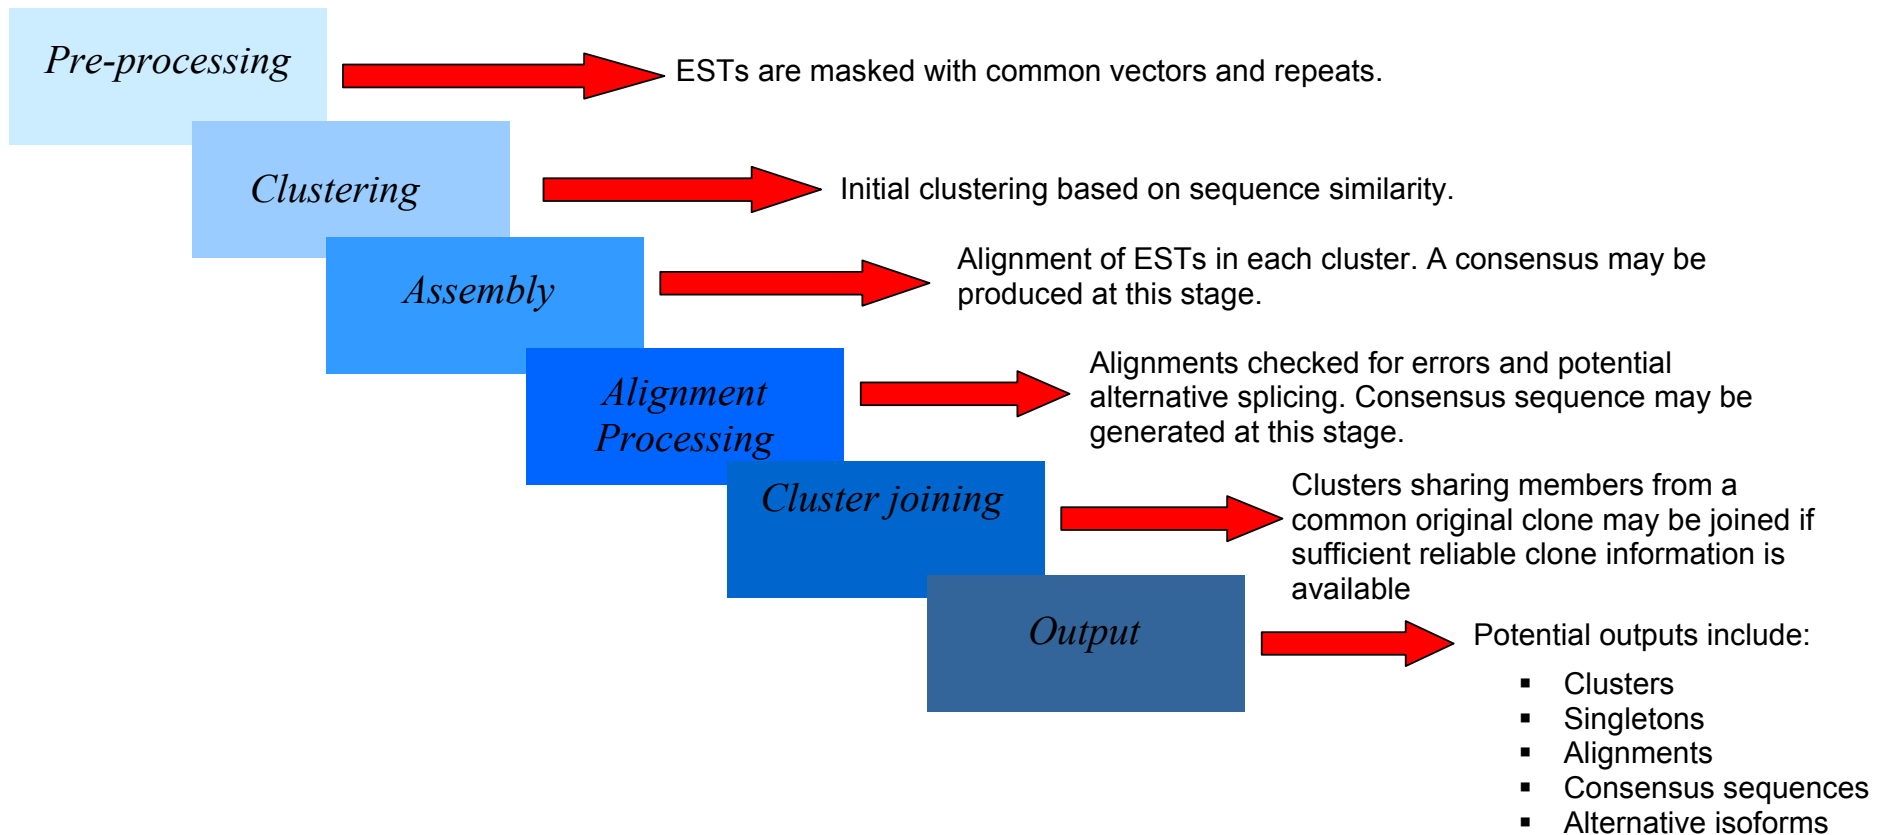 Pre-processing
ESTs are masked with common vectors and repeats.
Clustering
Initial clustering based on sequence similarity.
Assembly
Alignment of ESTs in each cluster. A consensus may be
produced at this stage.
Alignment
Processing
Alignments checked for errors and potential
alternative splicing. Consensus sequence may be
generated at this stage.
Cluster joining
Clusters sharing members from a
common original clone may be joined if
sufficient reliable clone information is
available
Output
Potential outputs include:
▪ Clusters
▪ Singletons
▪ Alignments
▪ Consensus sequences
▪ Alternative isoforms